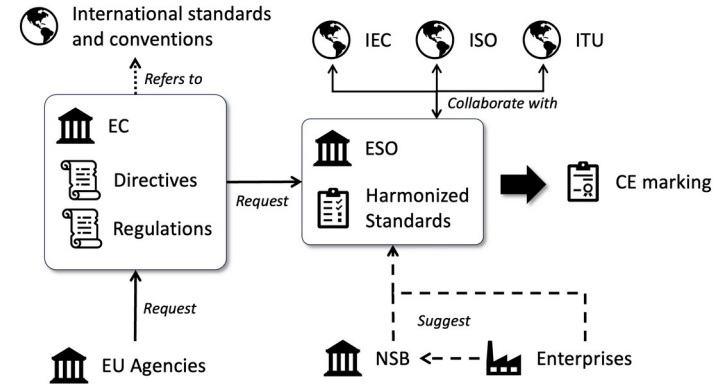 International standards
and conventions
IEC
ISO
ITU
Refers to
Collaborate with
EC
Directives
Regulations
Request
ESO
Harmonized
Standards
CE marking
Request
Suggest
EU Agencies
NSB
Enterprises